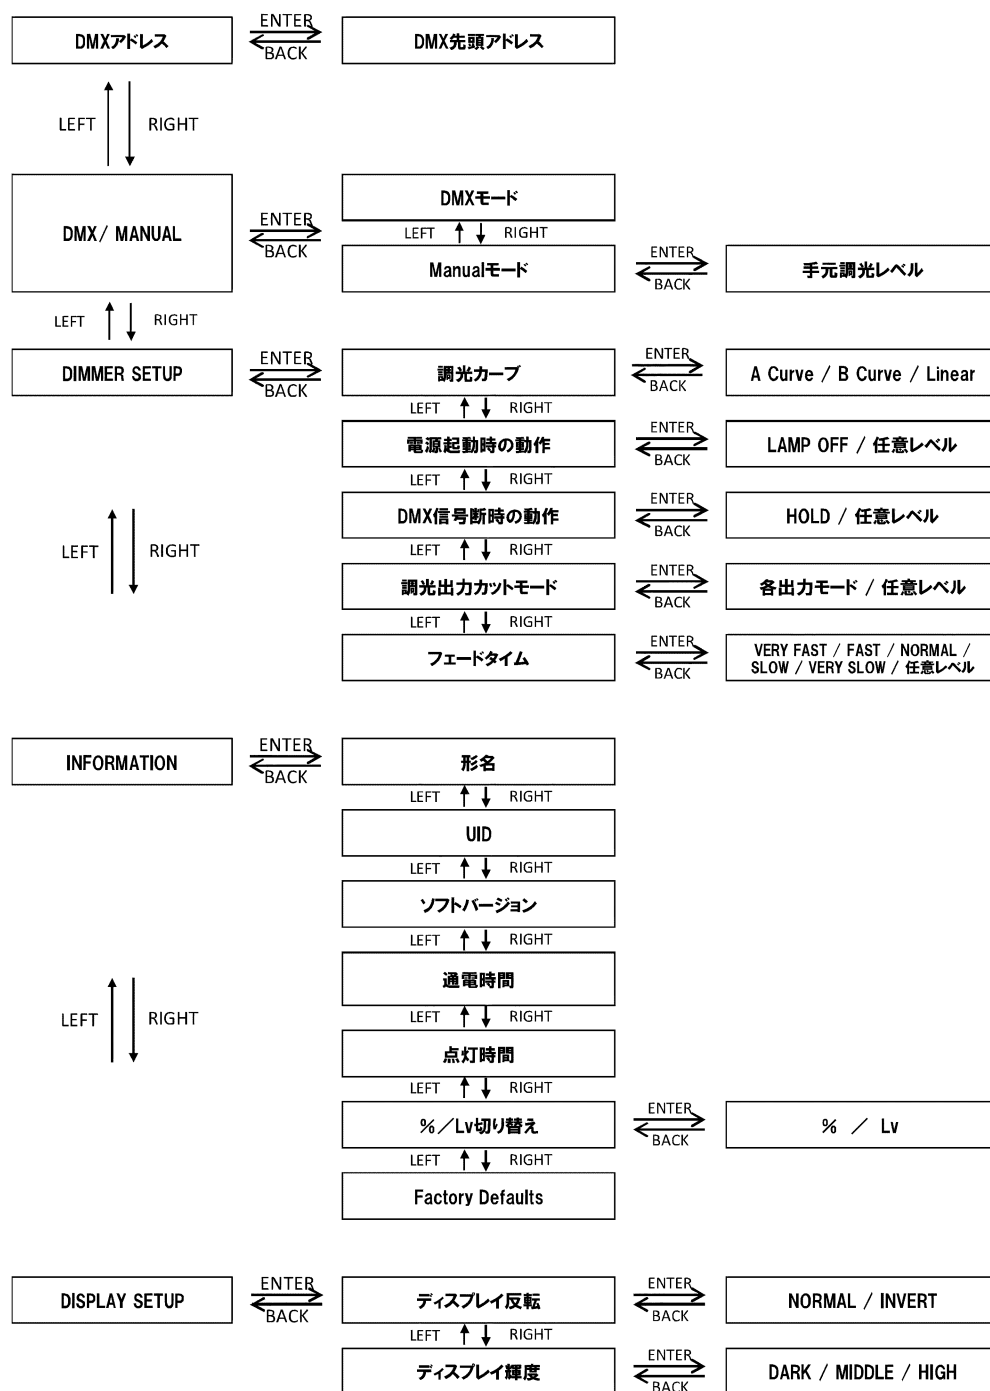 DMXアドレス
ENTER
BACK
DMX先頭アドレス
LEFT
RIGHT
DMX/ MANUAL
ENTER
BACK
DMXモード
LEFT
RIGHT
Manualモード
ENTER
BACK
手元調光レベル
LEFT
RIGHT
DIMMER SETUP
ENTER
BACK
調光カーブ
ENTER
BACK
A Curve / B Curve / Linear
LEFT
RIGHT
電源起動時の動作
ENTER
BACK
LAMP OFF / 任意レベル
LEFT
RIGHT
DMX信号断時の動作
ENTER
BACK
HOLD / 任意レベル
LEFT
RIGHT
LEFT
RIGHT
調光出力カットモード
ENTER
BACK
各出力モード / 任意レベル
LEFT
RIGHT
フェードタイム
ENTER
BACK
VERY FAST / FAST / NORMAL /
SLOW / VERY SLOW / 任意レベル
INFORMATION
ENTER
BACK
形名
LEFT
RIGHT
UID
LEFT
RIGHT
ソフトバージョン
LEFT
RIGHT
通電時間
LEFT
RIGHT
LEFT
RIGHT
点灯時間
LEFT
RIGHT
%/Lv切り替え
ENTER
BACK
% / Lv
LEFT
RIGHT
Factory Defaults
DISPLAY SETUP
ENTER
BACK
ディスプレイ反転
ENTER
BACK
NORMAL / INVERT
LEFT
RIGHT
ディスプレイ輝度
ENTER
BACK
DARK / MIDDLE / HIGH